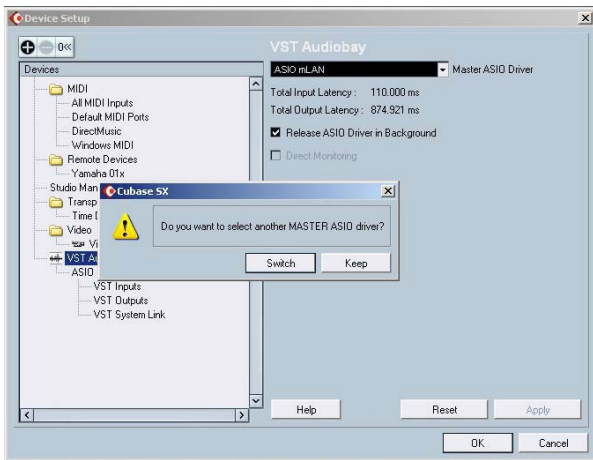 Device Setup
VST Audiobay
Devices
MIDI
All MIDI Inputs
Default MIDI Ports
DirectMusic
Windows MIDI
Remote Devices
Yamaha 01x
Studio Man
Transp
Time D
Video
Vi
VST Au
ASIO
VST Inputs
VST Outputs
VST System Link
ASIO mLAN
Master ASIO Driver
Total Input Latency : 110.000 ms
Total Output Latency : 874.921 ms
Release ASIO Driver in Background
Direct Monitoring
Cubase SX
Do you want to select another MASTER ASIO driver?
Switch Keep
Help Reset Apply
OK Cancel